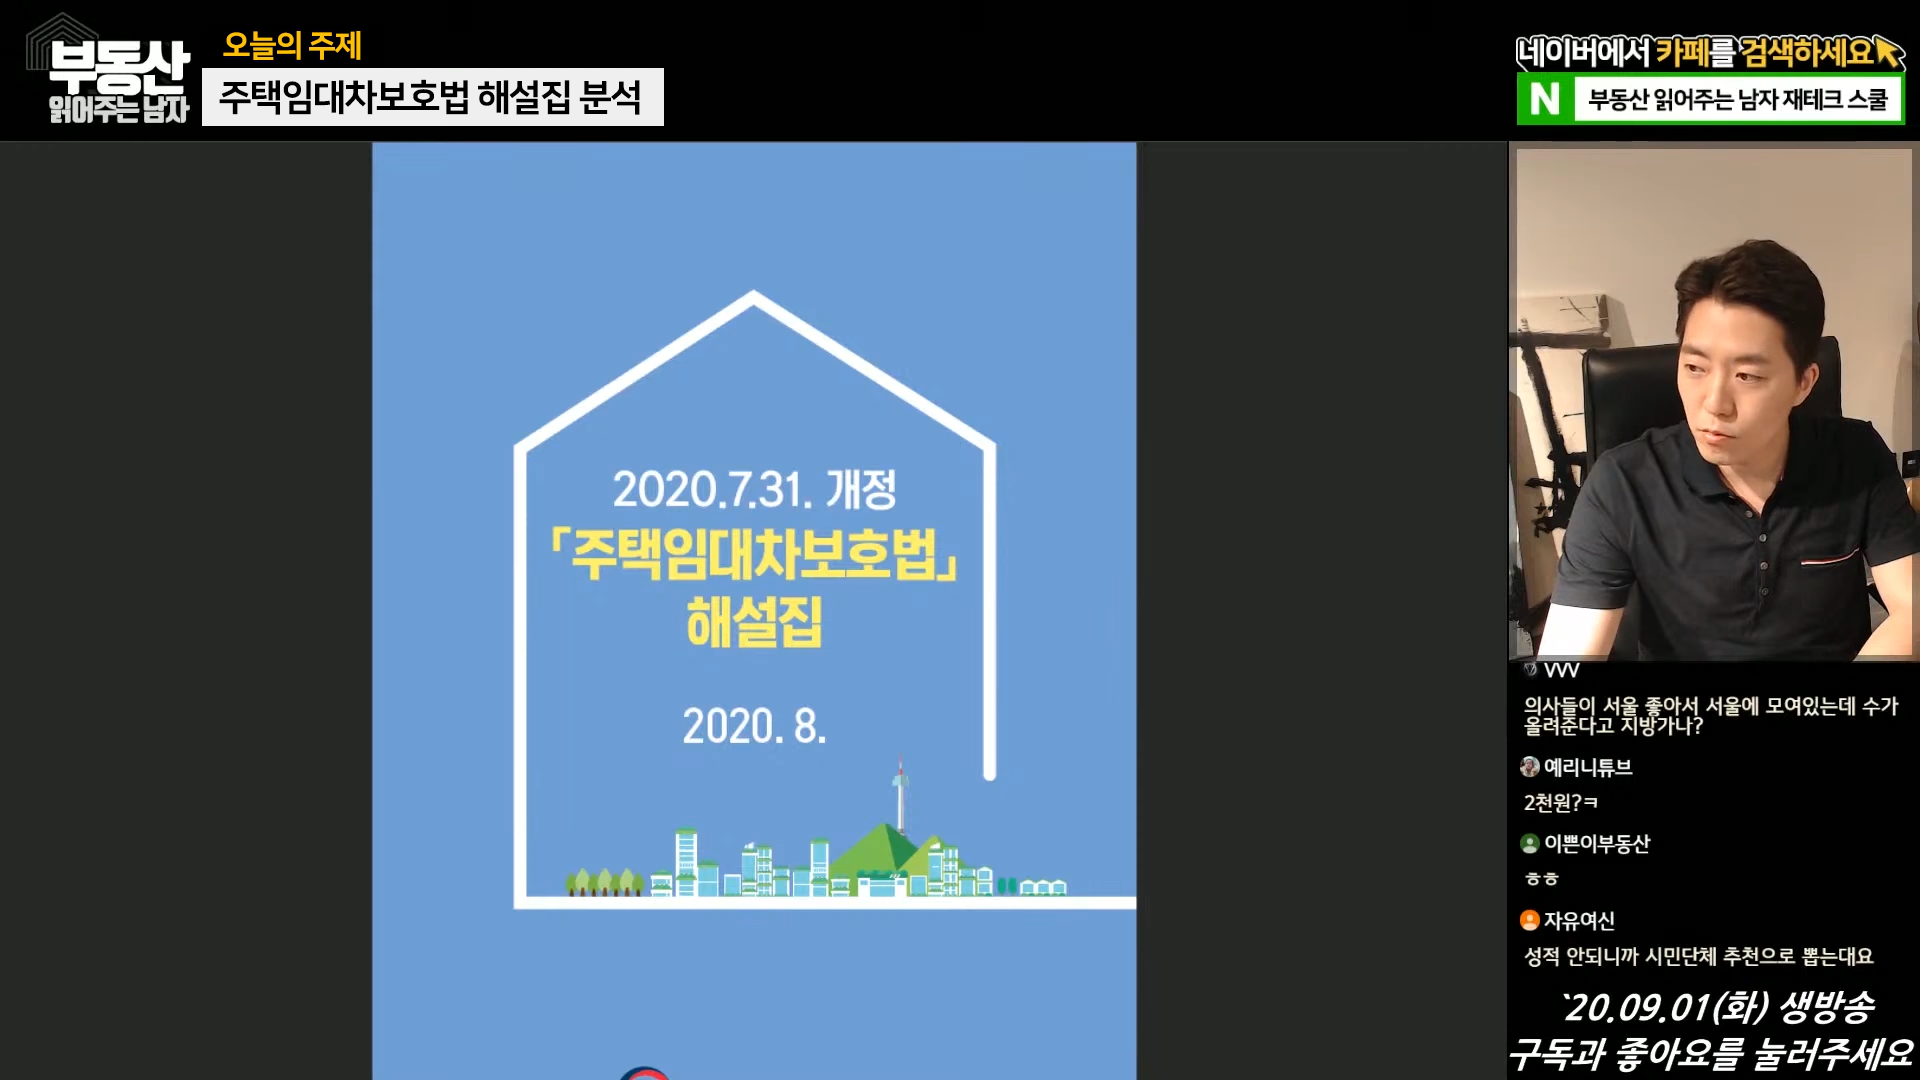 부동산
읽어주는 남자
오늘의 주제
주택임대차보호법 해설집 분석
네이버에서 카페를 검색하세요
N 부동산 읽어주는 남자 재테크 스쿨
2020.7.31. 개정
「주택임대차보호법」
해설집
2020. 8.
VVV
의사들이 서울 좋아서 서울에 모여있는데 수가
올려준다고 지방가나?
예리니튜브
2천원?ㅋ
이쁜이부동산
ㅎㅎ
자유여신
성적 안되니까 시민단체 추천으로 뽑는대요
`20.09.01(화) 생방송
구독과 좋아요를 눌러주세요